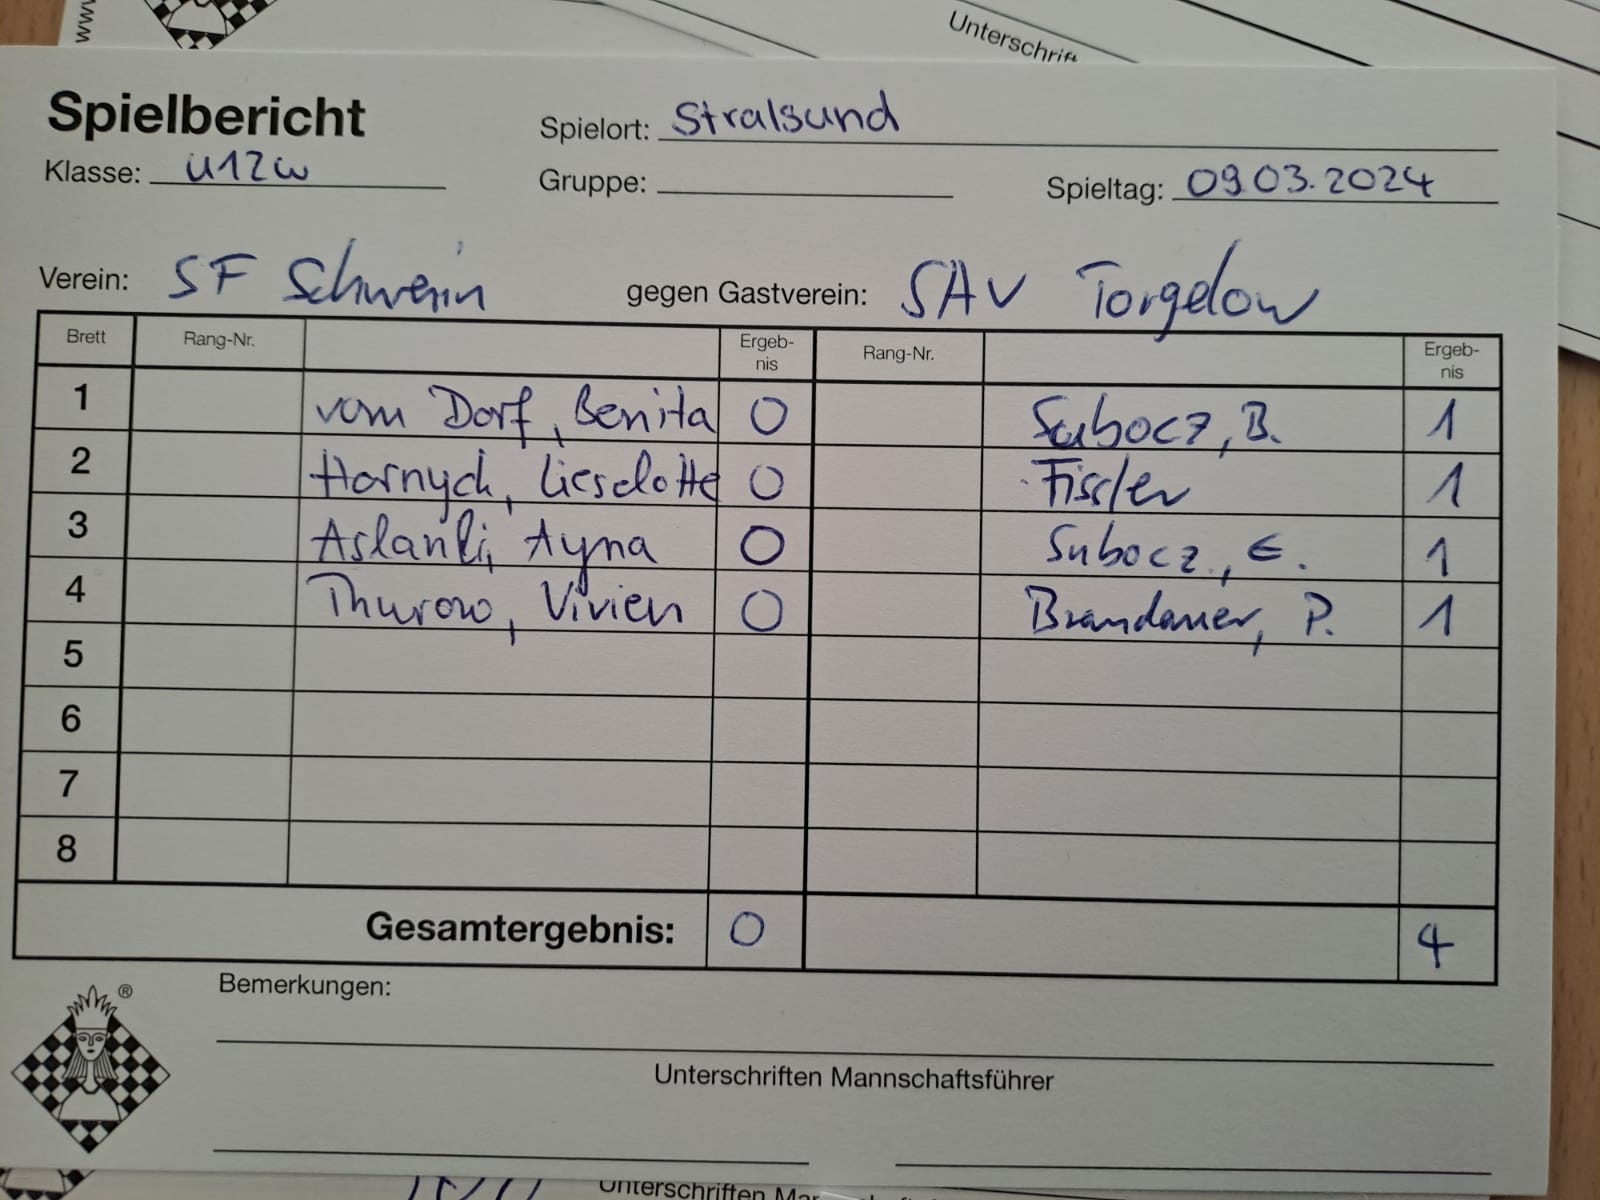 www
Unterschrift
Spielbericht
Spielort: Stralsund
Klasse: U12w
Gruppe:
Spieltag: 09.03.2024
Verein: SF Schwerin gegen Gastverein: SAV Torgelow
Brett Rang-Nr. Ergeb-nis Rang-Nr. Ergeb-nis
1 vom Dorf, Benita 0 Subocz, B. 1
2 Hornych, Lieselotte 0 Fissler 1
3 Aslanli, Ayna 0 Subocz, E. 1
4 Thurow, Vivien 0 Brandauer, P. 1
5
6
7
8
Gesamtergebnis: 0 4
®
Bemerkungen:
Unterschriften Mannschaftsführer
Unterschriften